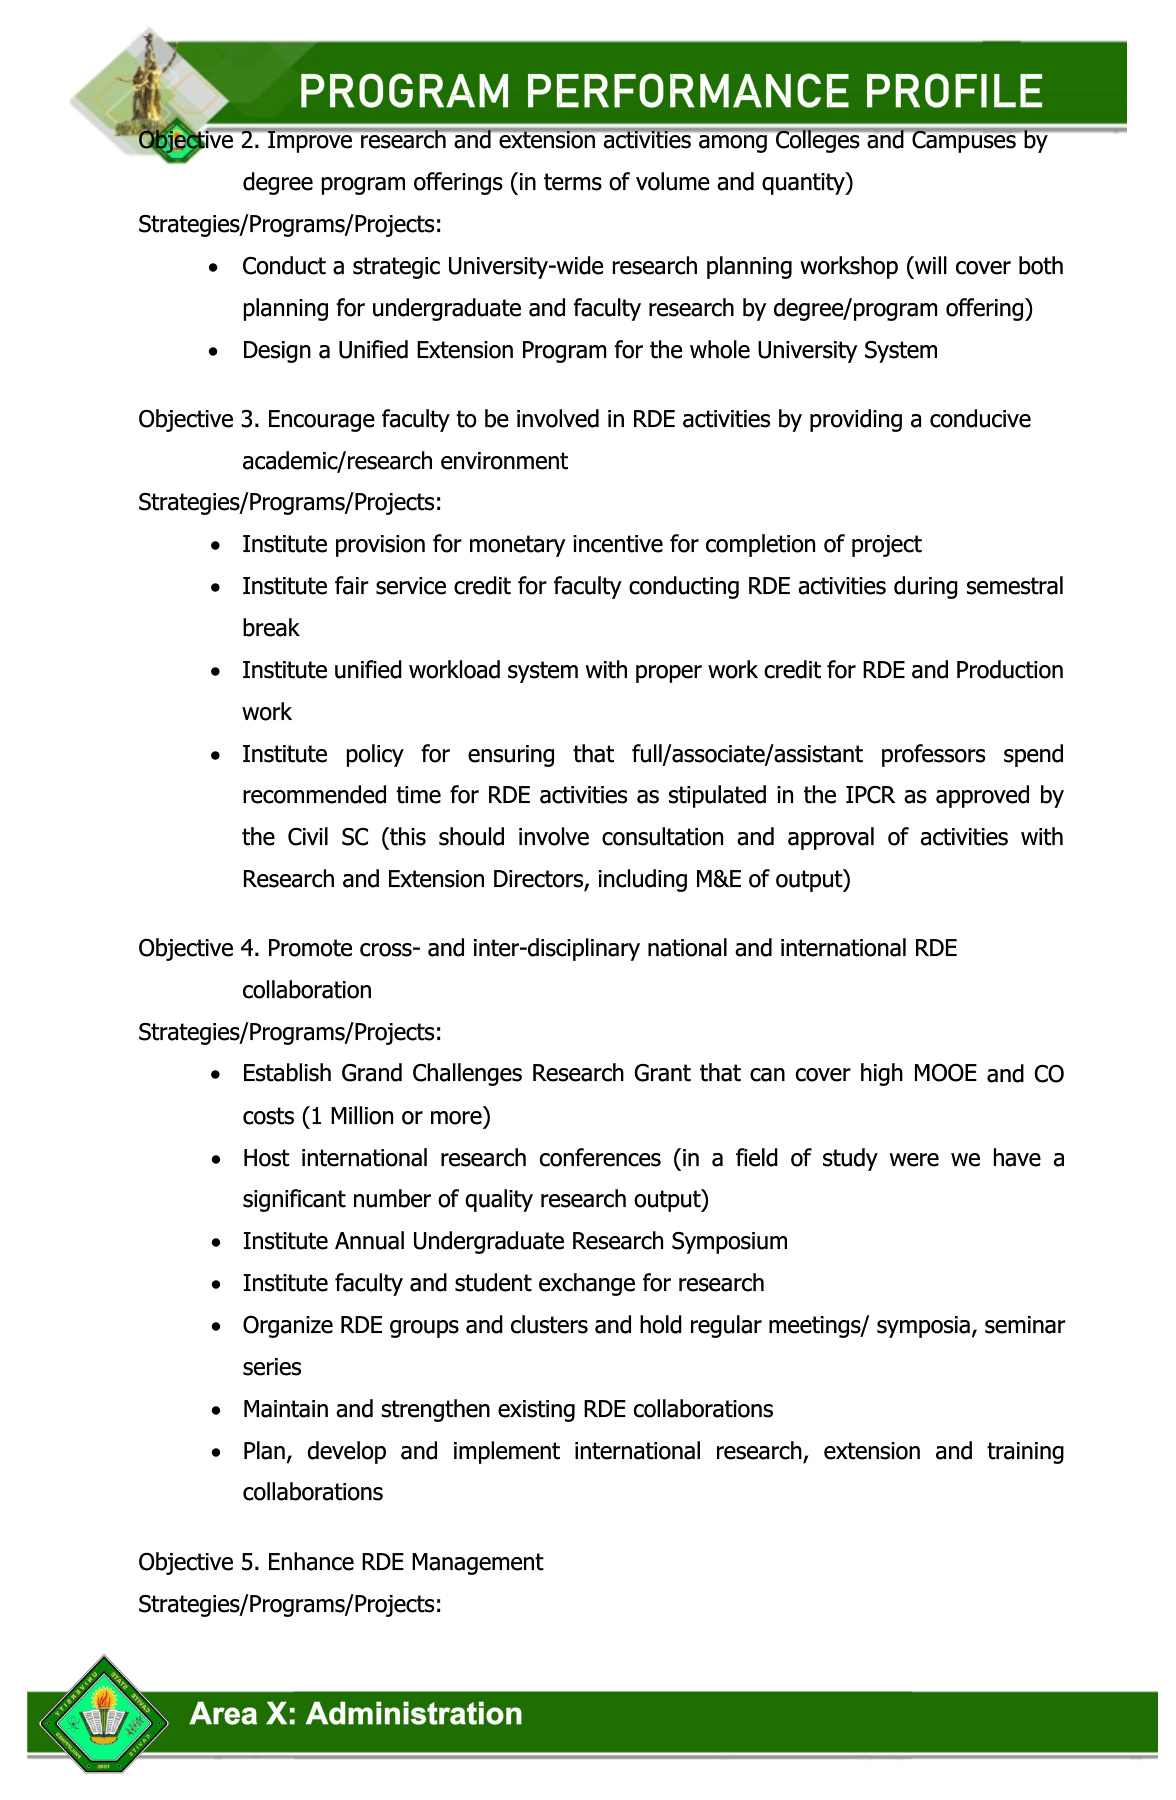 PROGRAM PERFORMANCE PROFILE
Objective 2. Improve research and extension activities among Colleges and Campuses by
degree program offerings (in terms of volume and quantity)
Strategies/Programs/Projects:
• Conduct a strategic University-wide research planning workshop (will cover both
planning for undergraduate and faculty research by degree/program offering)
• Design a Unified Extension Program for the whole University System
Objective 3. Encourage faculty to be involved in RDE activities by providing a conducive
academic/research environment
Strategies/Programs/Projects:
• Institute provision for monetary incentive for completion of project
• Institute fair service credit for faculty conducting RDE activities during semestral
break
• Institute unified workload system with proper work credit for RDE and Production
work
• Institute policy for ensuring that full/associate/assistant professors spend
recommended time for RDE activities as stipulated in the IPCR as approved by
the Civil SC (this should involve consultation and approval of activities with
Research and Extension Directors, including M&E of output)
Objective 4. Promote cross- and inter-disciplinary national and international RDE
collaboration
Strategies/Programs/Projects:
• Establish Grand Challenges Research Grant that can cover high MOOE and CO
costs (1 Million or more)
• Host international research conferences (in a field of study were we have a
significant number of quality research output)
• Institute Annual Undergraduate Research Symposium
• Institute faculty and student exchange for research
• Organize RDE groups and clusters and hold regular meetings/ symposia, seminar
series
• Maintain and strengthen existing RDE collaborations
• Plan, develop and implement international research, extension and training
collaborations
Objective 5. Enhance RDE Management
Strategies/Programs/Projects:
CAVITE STATE UNIVERSITY
Area X: Administration